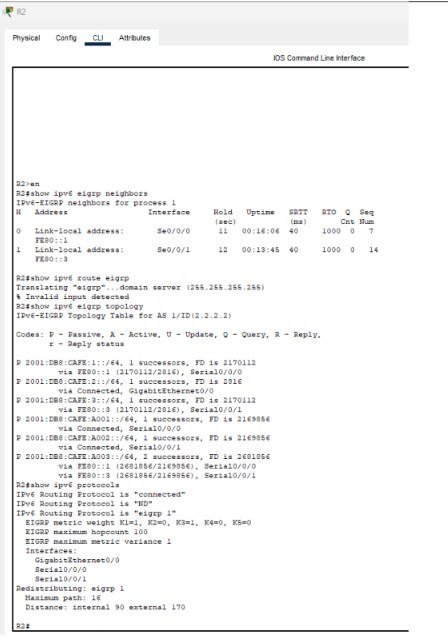 R2
Physical Config CLI Attributes
IOS Command Line Interface
R2>en
R2#show ipv6 eigrp neighbors
IPv6-EIGRP neighbors for process 1
H Address Interface Hold Uptime SRTT RTO Q Seq
(sec) (ms) Cnt Num
0 Link-local address: Se0/0/0 11 00:16:06 40 1000 0 7
FE80::1
1 Link-local address: Se0/0/1 12 00:13:45 40 1000 0 14
FE80::3
R2#show ipv6 route eigrp
Translating "eigrp"...domain server (255.255.255.255)
% Invalid input detected
R2#show ipv6 eigrp topology
IPv6-EIGRP Topology Table for AS 1/ID(2.2.2.2)
Codes: P - Passive, A - Active, U - Update, Q - Query, R - Reply,
r - Reply status
P 2001:DB8:CAFE:1::/64, 1 successors, FD is 2170112
via FE80::1 (2170112/2816), Serial0/0/0
P 2001:DB8:CAFE:2::/64, 1 successors, FD is 2816
via Connected, GigabitEthernet0/0
P 2001:DB8:CAFE:3::/64, 1 successors, FD is 2170112
via FE80::3 (2170112/2816), Serial0/0/1
P 2001:DB8:CAFE:A001::/64, 1 successors, FD is 2169856
via Connected, Serial0/0/0
P 2001:DB8:CAFE:A002::/64, 1 successors, FD is 2169856
via Connected, Serial0/0/1
P 2001:DB8:CAFE:A003::/64, 2 successors, FD is 2681856
via FE80::1 (2681856/2169856), Serial0/0/0
via FE80::3 (2681856/2169856), Serial0/0/1
R2#show ipv6 protocols
IPv6 Routing Protocol is "connected"
IPv6 Routing Protocol is "ND"
IPv6 Routing Protocol is "eigrp 1"
EIGRP metric weight K1=1, K2=0, K3=1, K4=0, K5=0
EIGRP maximum hopcount 100
EIGRP maximum metric variance 1
Interfaces:
GigabitEthernet0/0
Serial0/0/0
Serial0/0/1
Redistributing: eigrp 1
Maximum path: 16
Distance: internal 90 external 170
R2#